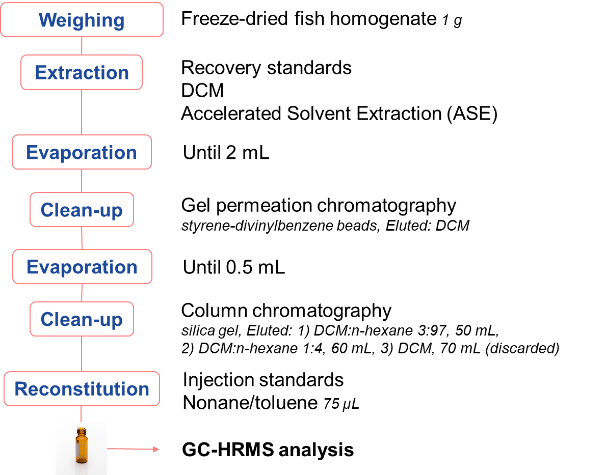 Weighing
Freeze-dried fish homogenate 1 g
Extraction
Recovery standards
DCM
Accelerated Solvent Extraction (ASE)
Evaporation
Until 2 mL
Clean-up
Gel permeation chromatography
styrene-divinylbenzene beads, Eluted: DCM
Evaporation
Until 0.5 mL
Clean-up
Column chromatography
silica gel, Eluted: 1) DCM:n-hexane 3:97, 50 mL,
2) DCM:n-hexane 1:4, 60 mL, 3) DCM, 70 mL (discarded)
Reconstitution
Injection standards
Nonane/toluene 75 µL
GC-HRMS analysis